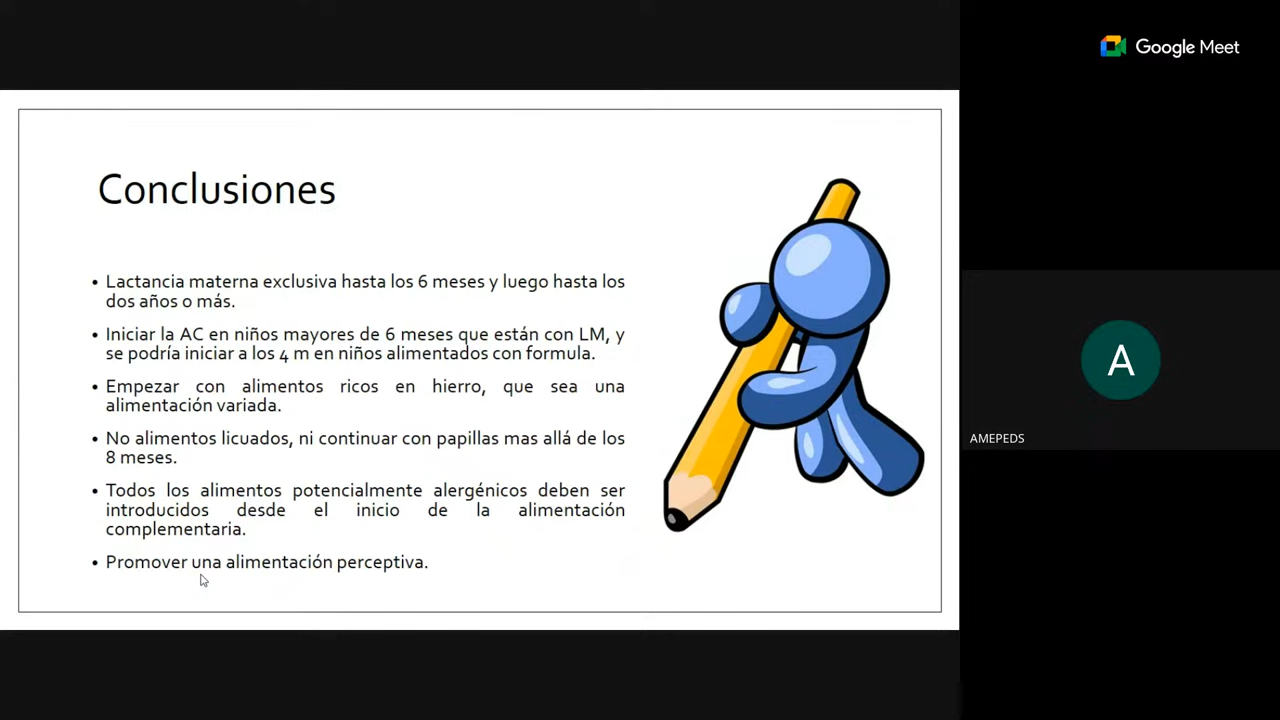 Google Meet
Conclusiones
• Lactancia materna exclusiva hasta los 6 meses y luego hasta los
dos años o más.
• Iniciar la AC en niños mayores de 6 meses que están con LM, y
se podría iniciar a los 4 m en niños alimentados con formula.
• Empezar con alimentos ricos en hierro, que sea una
alimentación variada.
• No alimentos licuados, ni continuar con papillas mas allá de los
8 meses.
• Todos los alimentos potencialmente alergénicos deben ser
introducidos desde el inicio de la alimentación
complementaria.
• Promover una alimentación perceptiva.
A
AMEPEDS